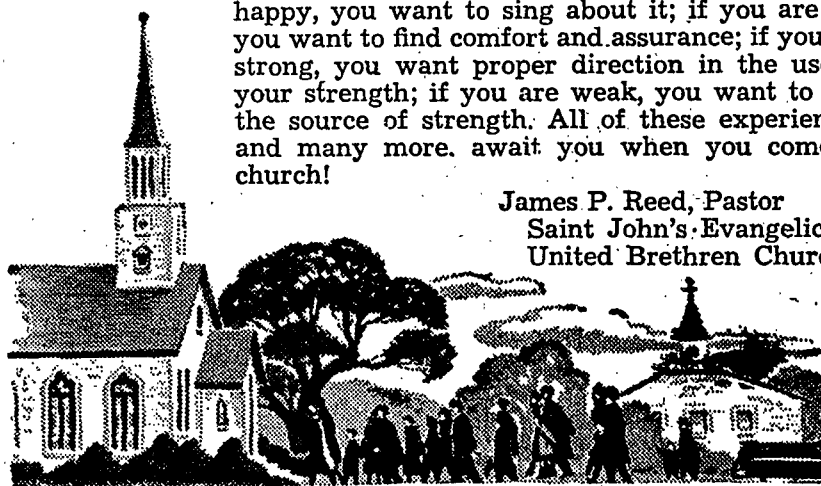 happy, you want to sing about it; if you are
you want to find comfort and assurance; if you
strong, you want proper direction in the us
your strength; if you are weak, you want to
the source of strength. All of these experien
and many more. await you when you com
church!
James P. Reed, Pastor
Saint John's Evangelic
United Brethren Chur